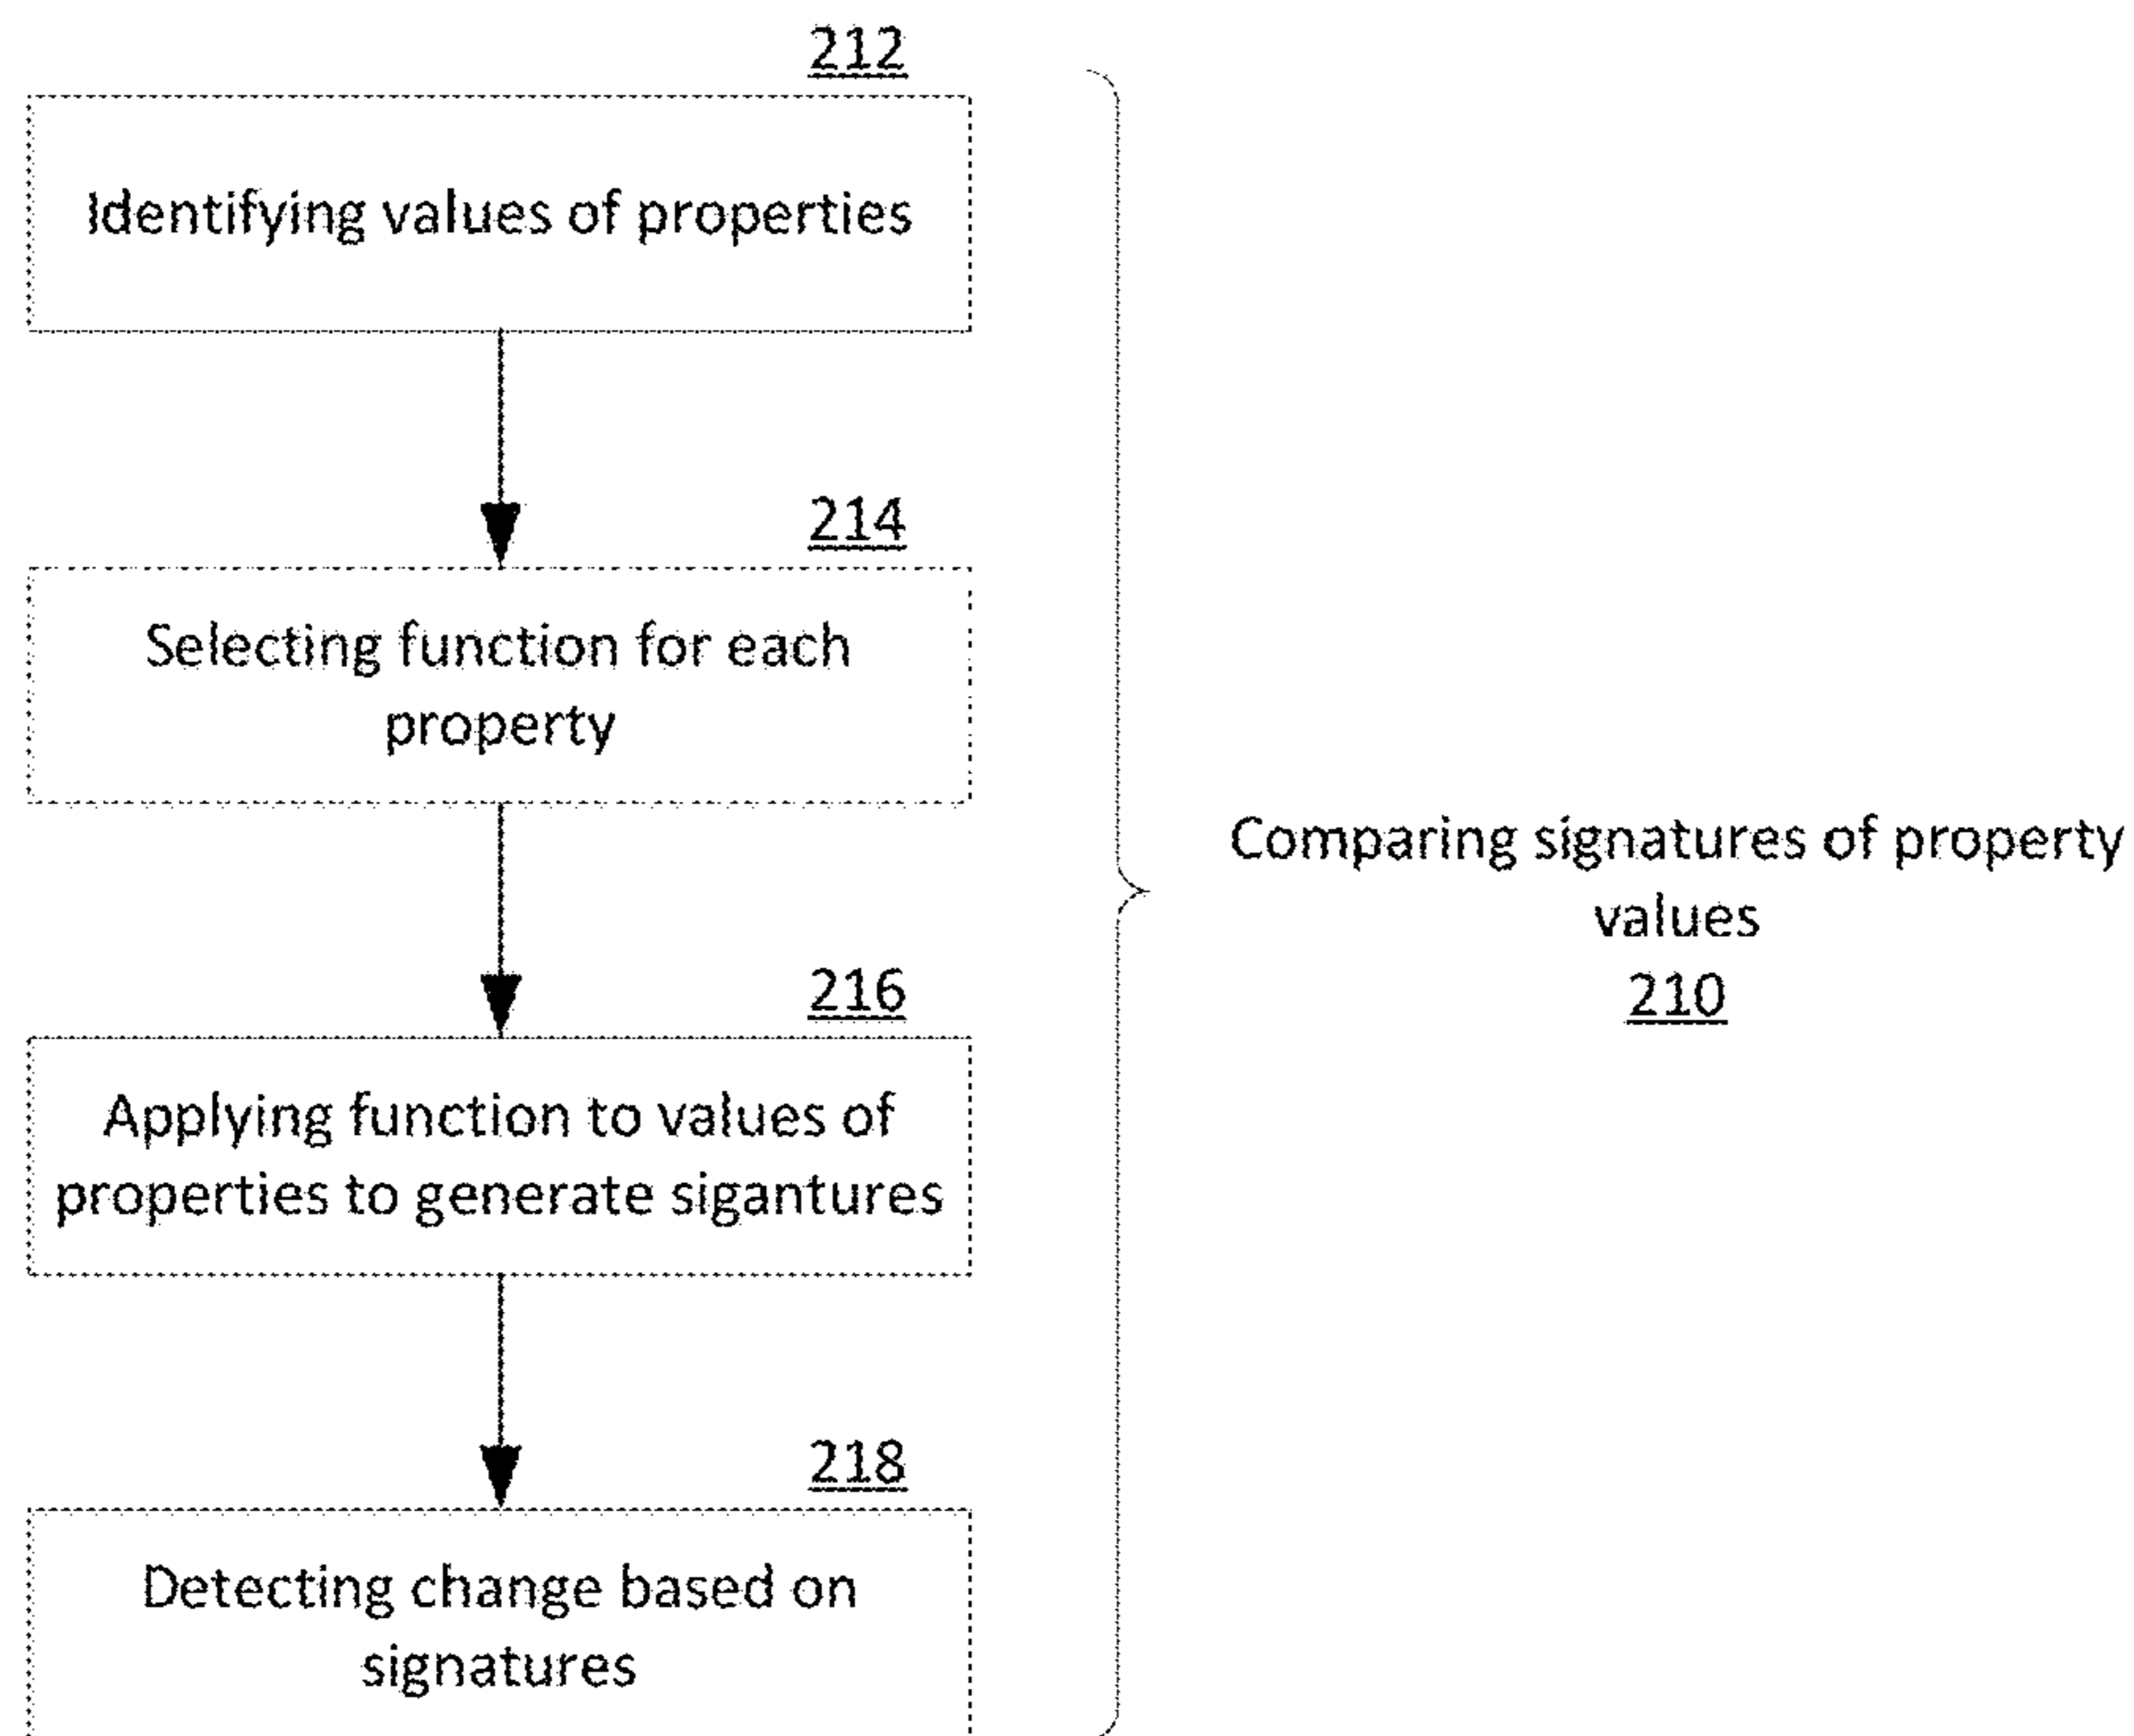 212
Identifying values of properties
214
Selecting function for each
property
216
Applying function to values of
properties to generate sigantures
218
Detecting change based on
signatures
Comparing signatures of property
values
210